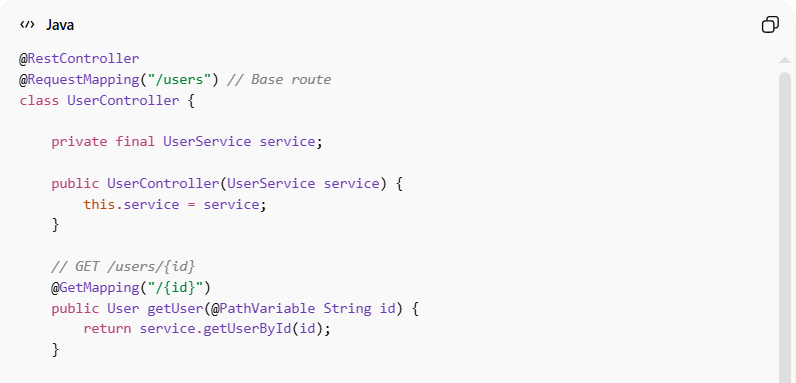 </> Java
@RestController
@RequestMapping("/users") // Base route
class UserController {
    private final UserService service;
    public UserController(UserService service) {
        this.service = service;
    }
    // GET /users/{id}
    @GetMapping("/{id}")
    public User getUser(@PathVariable String id) {
        return service.getUserById(id);
    }